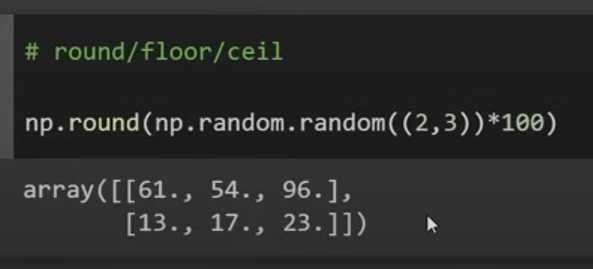 # round/floor/ceil
np.round(np.random.random((2,3))*100)
array([[61., 54., 96.],
       [13., 17., 23.]])